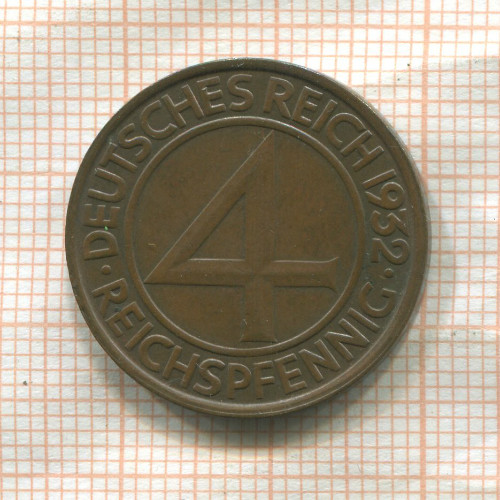 · DEUTSCHES REICH 1932 ·
REICHSPFENNIG
4